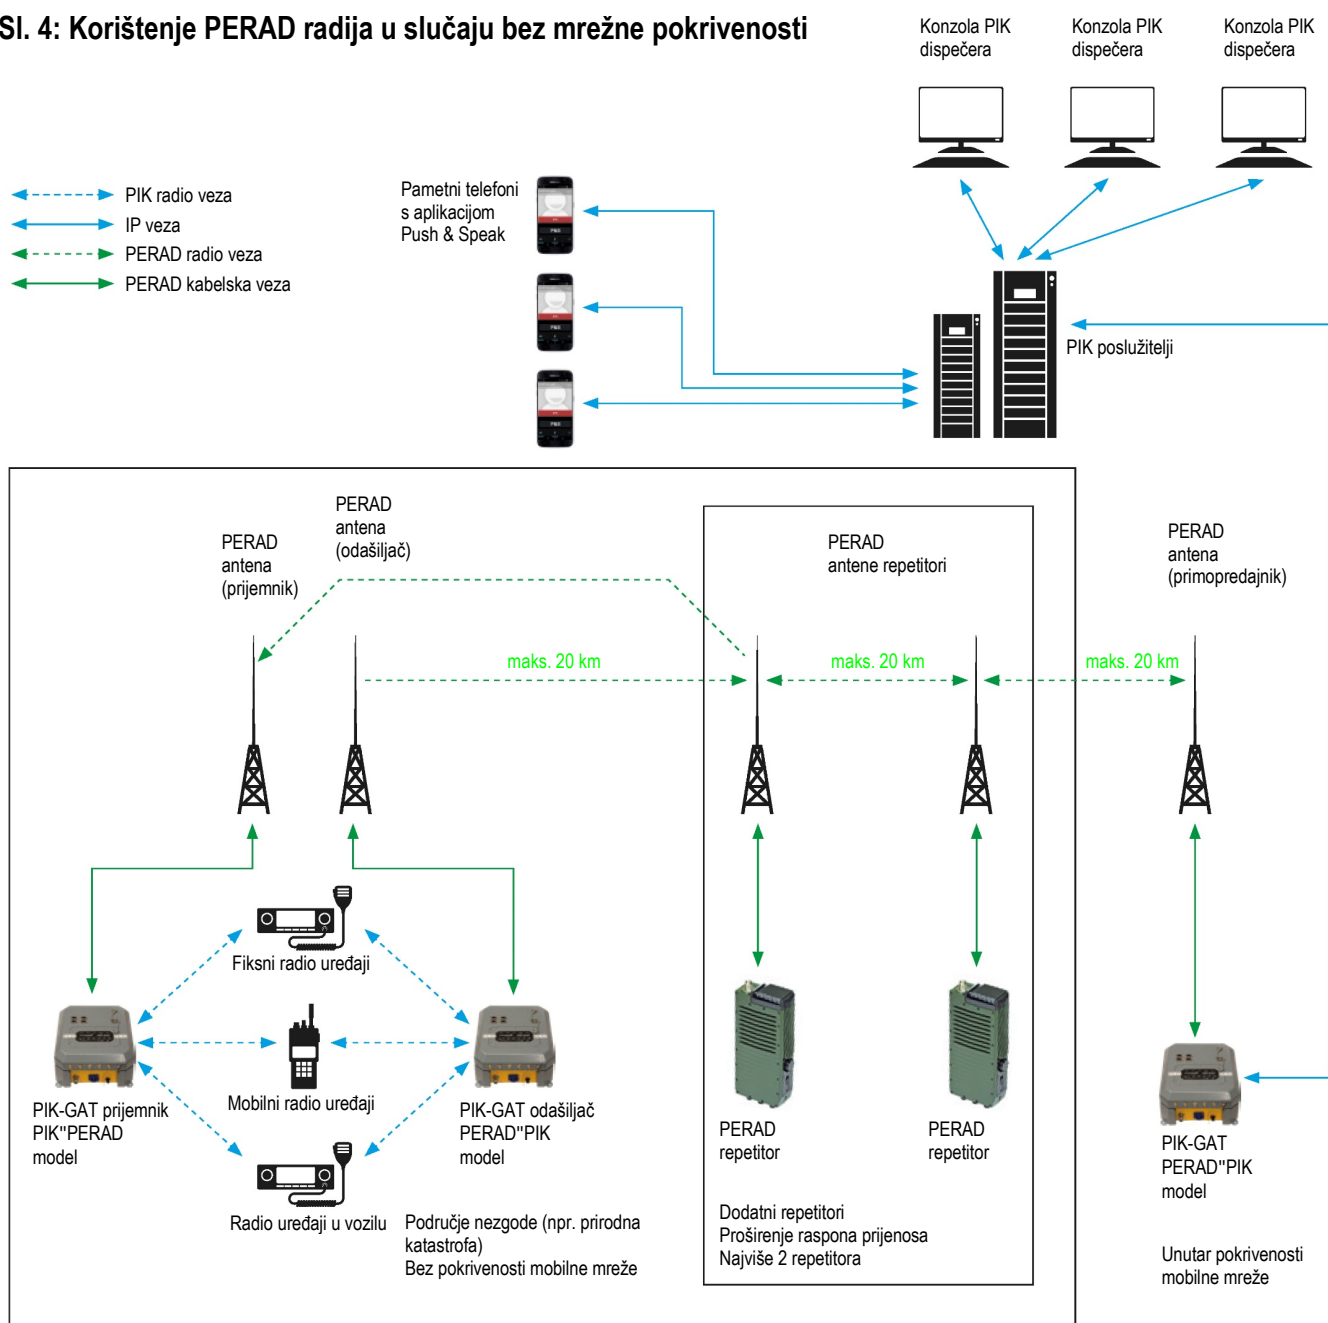 Sl. 4: Korištenje PERAD radija u slučaju bez mrežne pokrivenosti
Konzola PIK
dispečera
Konzola PIK
dispečera
Konzola PIK
dispečera
PIK radio veza
IP veza
PERAD radio veza
PERAD kabelska veza
Pametni telefoni
s aplikacijom
Push & Speak
PIK poslužitelji
PERAD
antena
(prijemnik)
PERAD
antena
(odašiljač)
PERAD
antene repetitori
PERAD
antena
(primopredajnik)
maks. 20 km
maks. 20 km
maks. 20 km
Fiksni radio uređaji
Mobilni radio uređaji
Radio uređaji u vozilu
PIK-GAT prijemnik
PIK"PERAD
model
PIK-GAT odašiljač
PERAD"PIK
model
Područje nezgode (npr. prirodna
katastrofa)
Bez pokrivenosti mobilne mreže
PERAD
repetitor
PERAD
repetitor
Dodatni repetitori
Proširenje raspona prijenosa
Najviše 2 repetitora
PIK-GAT
PERAD"PIK
model
Unutar pokrivenosti
mobilne mreže